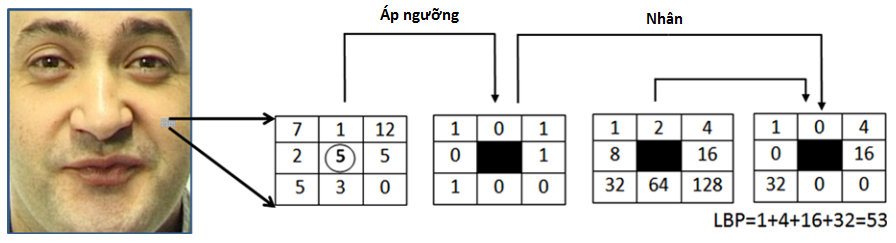 Áp ngưỡng
Nhân
7 1 12
2 5 5
5 3 0
1 0 1
0 1
1 0 0
1 2 4
8 16
32 64 128
1 0 4
0 16
32 0 0
LBP=1+4+16+32=53